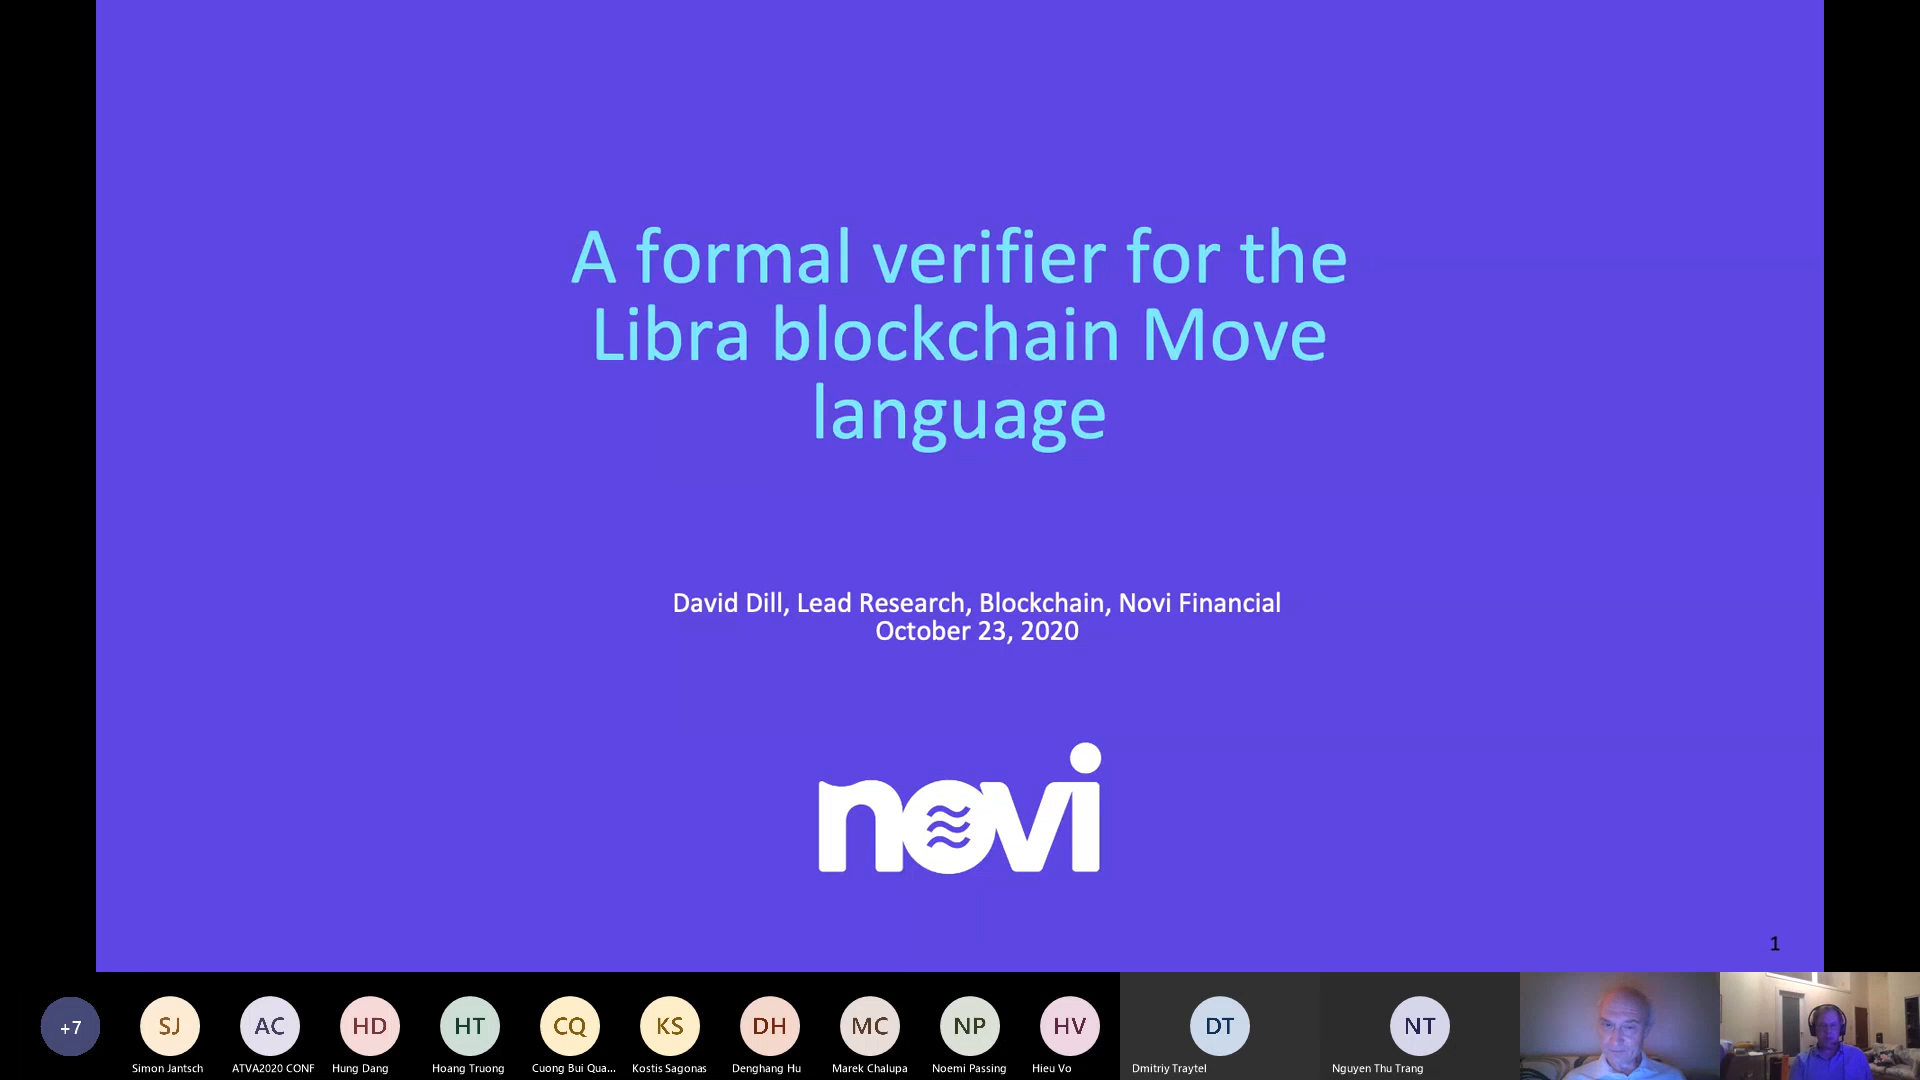 A formal verifier for the
Libra blockchain Move
language
David Dill, Lead Research, Blockchain, Novi Financial
October 23, 2020
novi
1
+7
SJ
AC
HD
HT
CQ
KS
DH
MC
NP
HV
DT
NT
Simon Jantsch
ATVA2020 CONF
Hung Dang
Hoang Truong
Cuong Bui Qua...
Kostis Sagonas
Denghang Hu
Marek Chalupa
Noemi Passing
Hieu Vo
Dmitriy Traytel
Nguyen Thu Trang